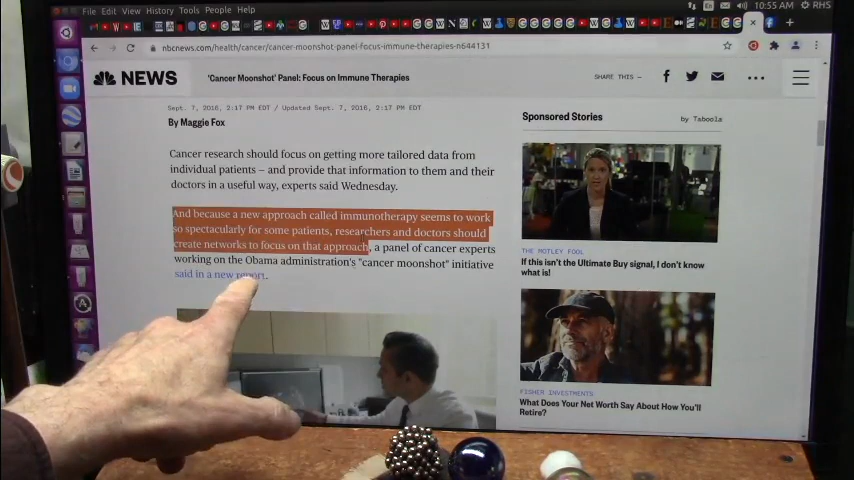 File Edit View History Tools People Help
En
10:55 AM
RHS
nbcnews.com/health/cancer/cancer-moonshot-panel-focus-immune-therapies-n644131
NEWS
'Cancer Moonshot' Panel: Focus on Immune Therapies
SHARE THIS —
Sept. 7, 2016, 2:17 PM EDT / Updated Sept. 7, 2016, 2:17 PM EDT
By Maggie Fox
Cancer research should focus on getting more tailored data from
individual patients – and provide that information to them and their
doctors in a useful way, experts said Wednesday.
And because a new approach called immunotherapy seems to work
so spectacularly for some patients, researchers and doctors should
create networks to focus on that approach, a panel of cancer experts
working on the Obama administration's "cancer moonshot" initiative
said in a new report.
Sponsored Stories
by Taboola
THE MOTLEY FOOL
If this isn't the Ultimate Buy signal, I don't know
what is!
FISHER INVESTMENTS
What Does Your Net Worth Say About How You'll
Retire?